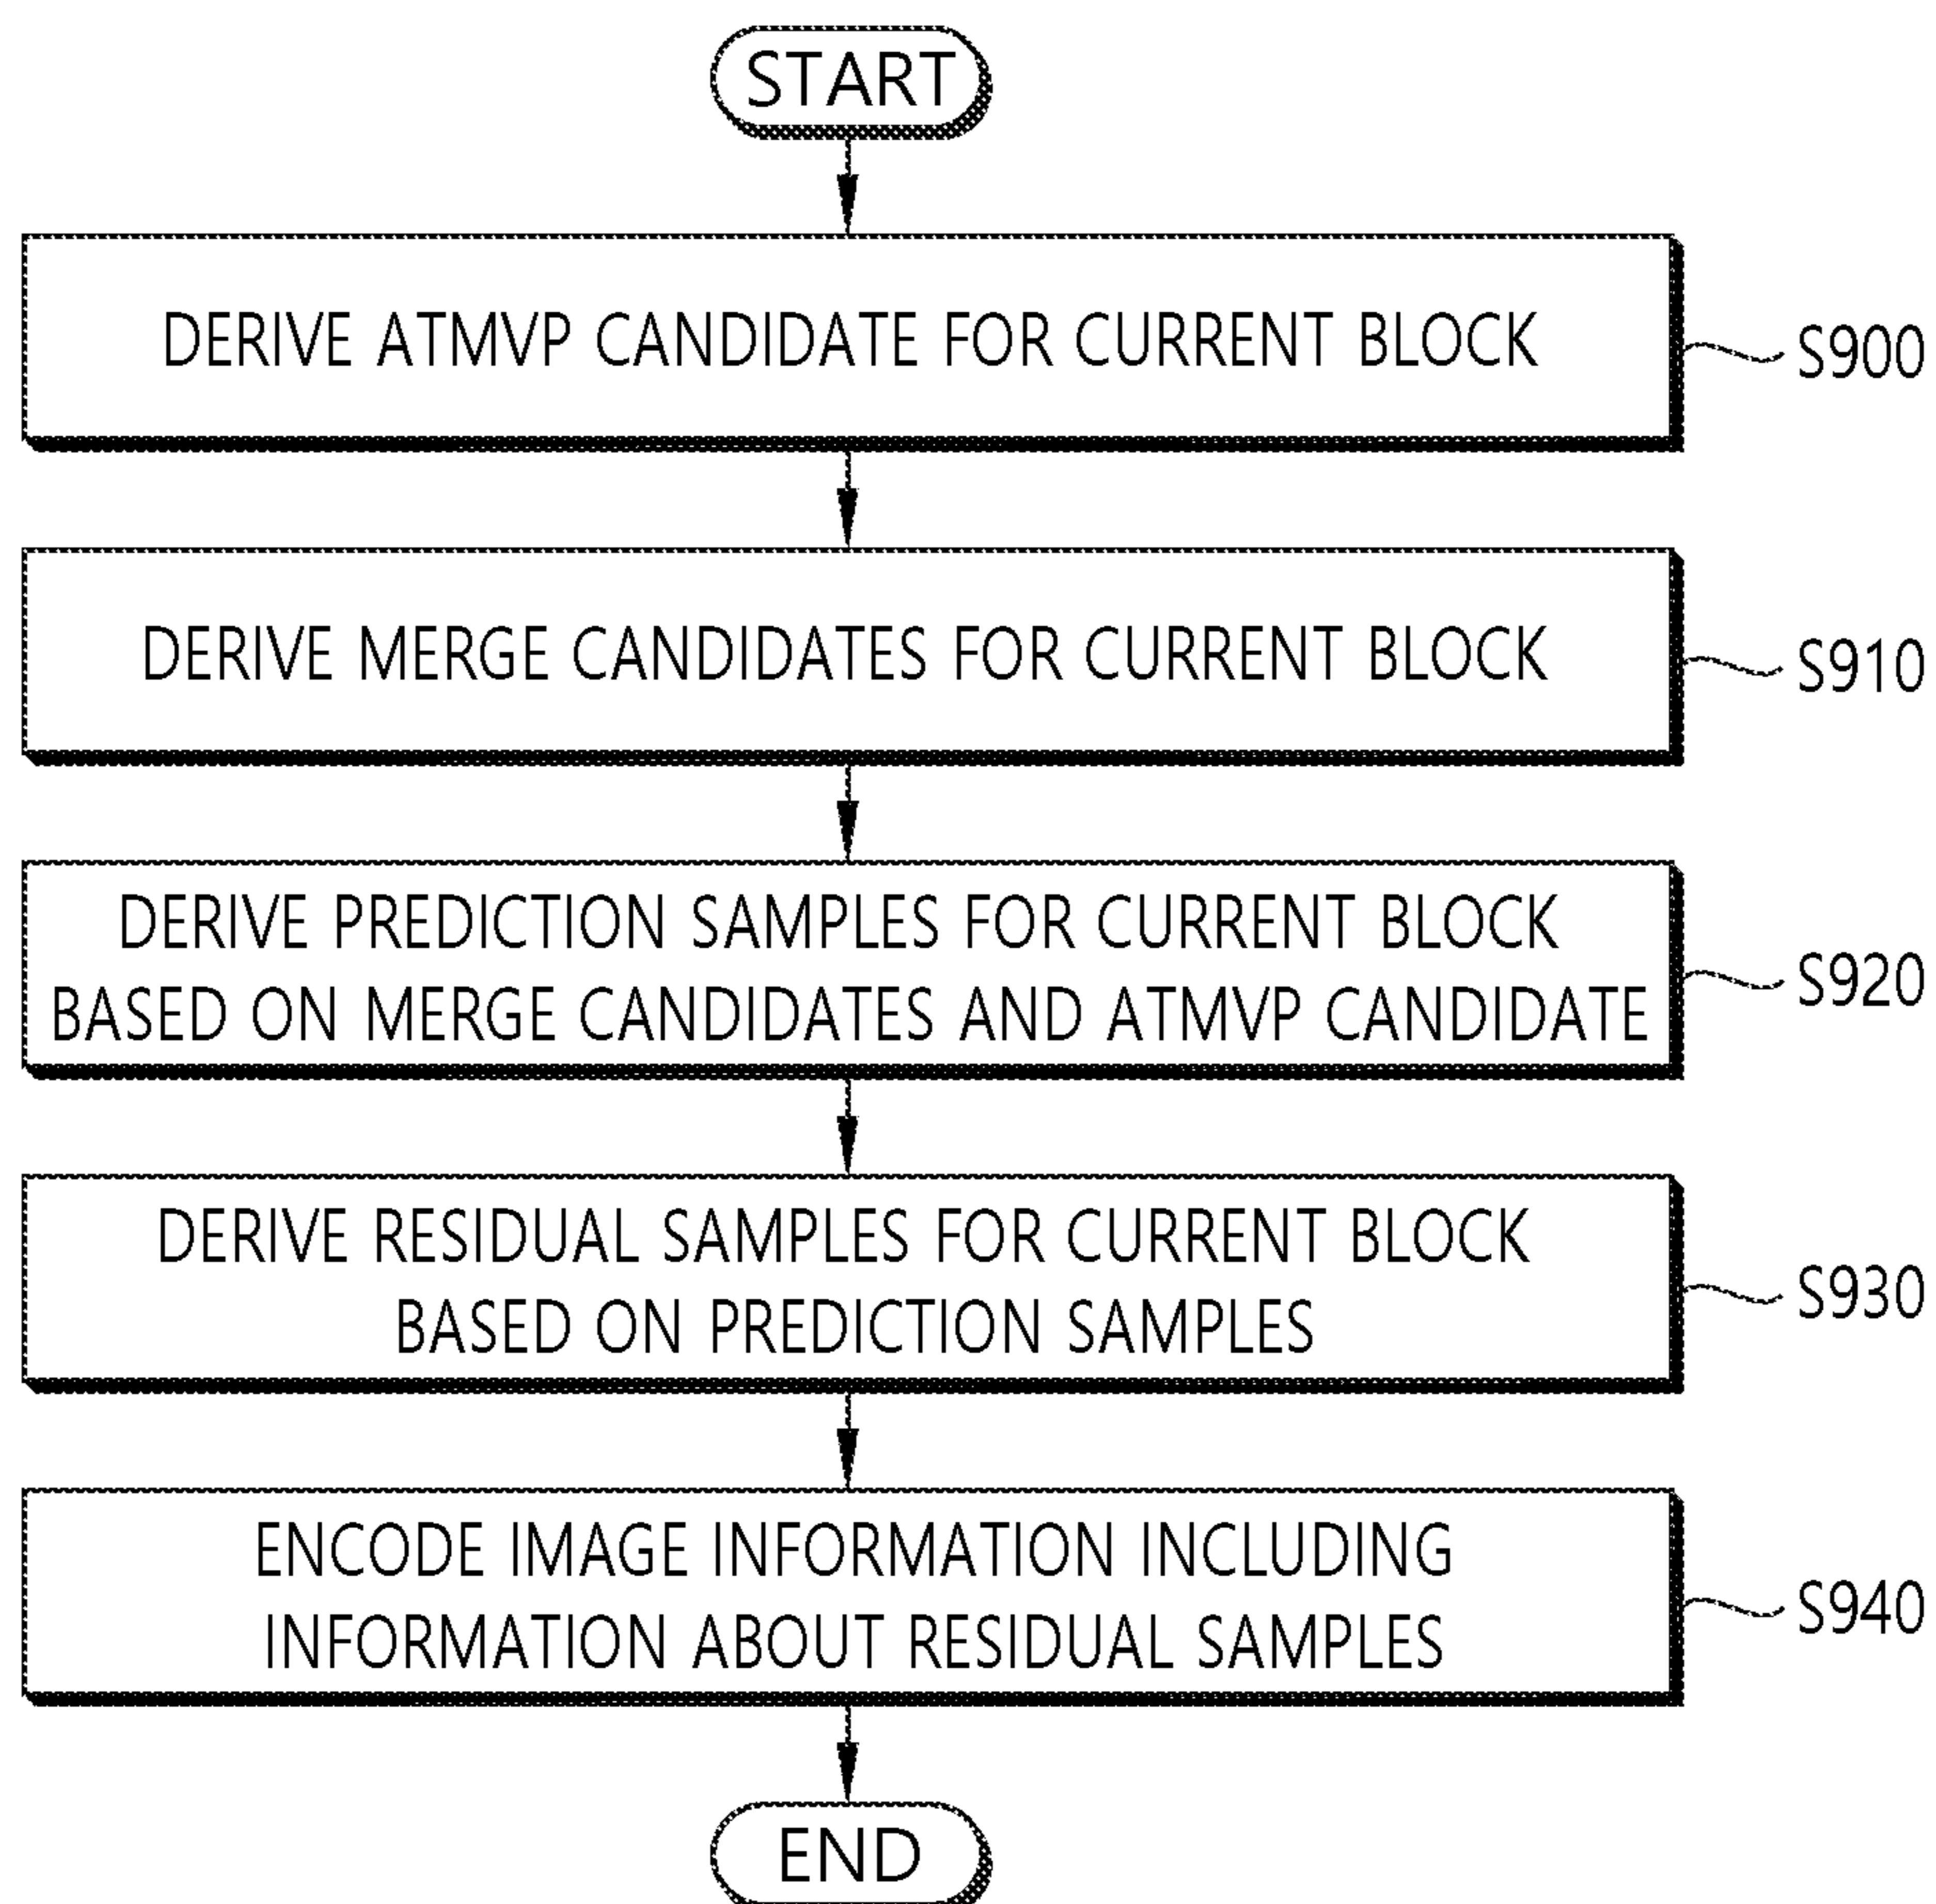 START
DERIVE ATMVP CANDIDATE FOR CURRENT BLOCK
S900
DERIVE MERGE CANDIDATES FOR CURRENT BLOCK
S910
DERIVE PREDICTION SAMPLES FOR CURRENT BLOCK
BASED ON MERGE CANDIDATES AND ATMVP CANDIDATE
S920
DERIVE RESIDUAL SAMPLES FOR CURRENT BLOCK
BASED ON PREDICTION SAMPLES
S930
ENCODE IMAGE INFORMATION INCLUDING
INFORMATION ABOUT RESIDUAL SAMPLES
S940
END